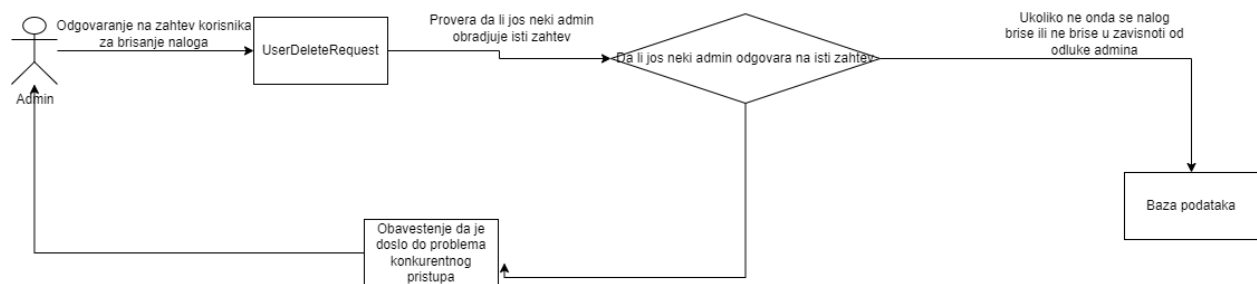 Odgovaranje na zahtev korisnika
za brisanje naloga
UserDeleteRequest
Provera da li jos neki admin
obradjuje isti zahtev
Da li jos neki admin odgovara na isti zahtev
Ukoliko ne onda se nalog
brise ili ne brise u zavisnoti od
odluke admina
Admin
Baza podataka
Obavestenje da je
doslo do problema
konkurentnog
pristupa